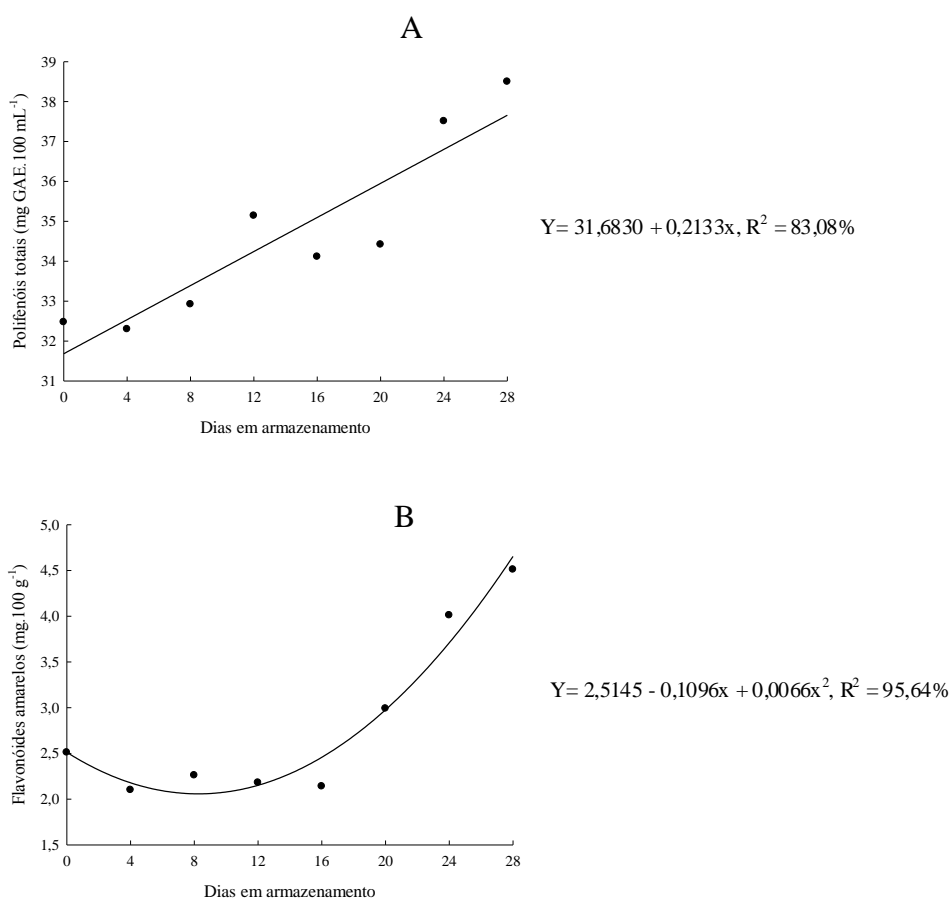 A
Polifenóis totais (mg GAE.100 mL⁻¹)
39
38
37
36
35
34
33
32
31
0 4 8 12 16 20 24 28
Dias em armazenamento
Y= 31,6830 + 0,2133x, R² = 83,08%
B
Flavonóides amarelos (mg.100 g⁻¹)
5,0
4,5
4,0
3,5
3,0
2,5
2,0
1,5
0 4 8 12 16 20 24 28
Dias em armazenamento
Y= 2,5145 - 0,1096x + 0,0066x², R² = 95,64%